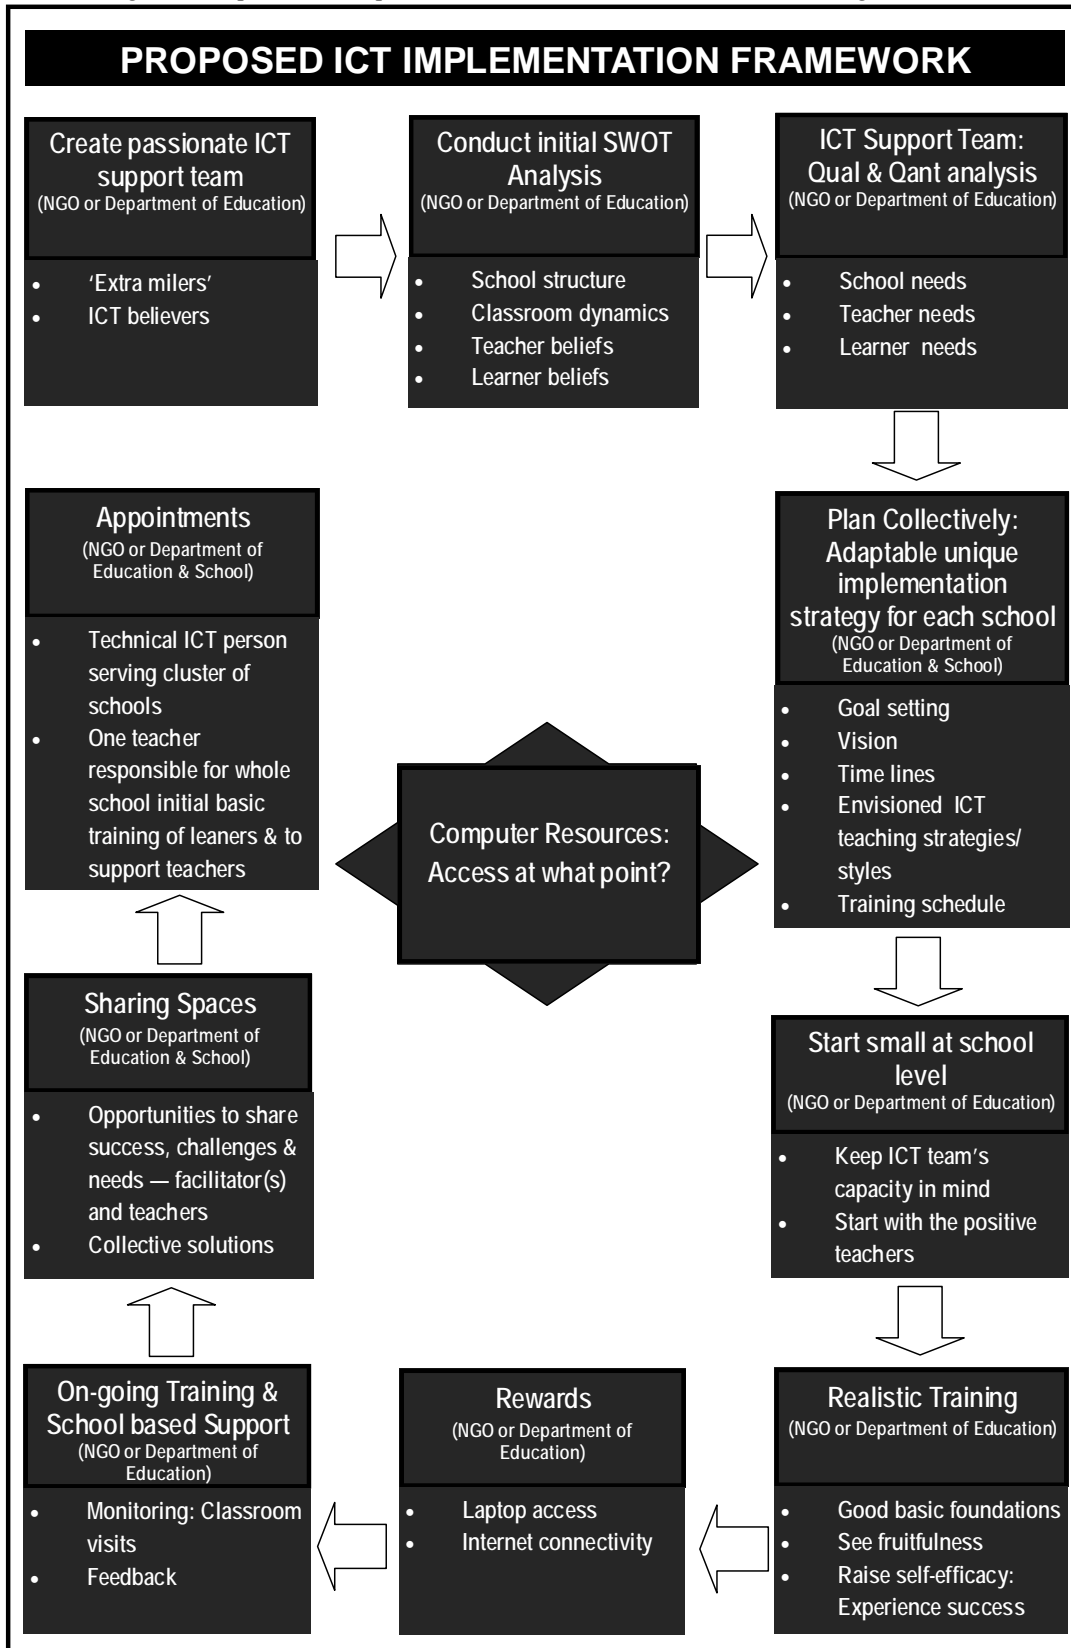 PROPOSED ICT IMPLEMENTATION FRAMEWORK
Create passionate ICT
support team
(NGO or Department of Education)
• ‘Extra milers’
• ICT believers
Conduct initial SWOT
Analysis
(NGO or Department of Education)
• School structure
• Classroom dynamics
• Teacher beliefs
• Learner beliefs
ICT Support Team:
Qual & Qant analysis
(NGO or Department of Education)
• School needs
• Teacher needs
• Learner needs
Plan Collectively:
Adaptable unique
implementation
strategy for each school
(NGO or Department of
Education & School)
• Goal setting
• Vision
• Time lines
• Envisioned ICT
teaching strategies/
styles
• Training schedule
Start small at school
level
(NGO or Department of Education)
• Keep ICT team’s
capacity in mind
• Start with the positive
teachers
Realistic Training
(NGO or Department of Education)
• Good basic foundations
• See fruitfulness
• Raise self-efficacy:
Experience success
Rewards
(NGO or Department of
Education)
• Laptop access
• Internet connectivity
On-going Training &
School based Support
(NGO or Department of
Education)
• Monitoring: Classroom
visits
• Feedback
Sharing Spaces
(NGO or Department of
Education & School)
• Opportunities to share
success, challenges &
needs — facilitator(s)
and teachers
• Collective solutions
Appointments
(NGO or Department of
Education & School)
• Technical ICT person
serving cluster of
schools
• One teacher
responsible for whole
school initial basic
training of leaners & to
support teachers
Computer Resources:
Access at what point?